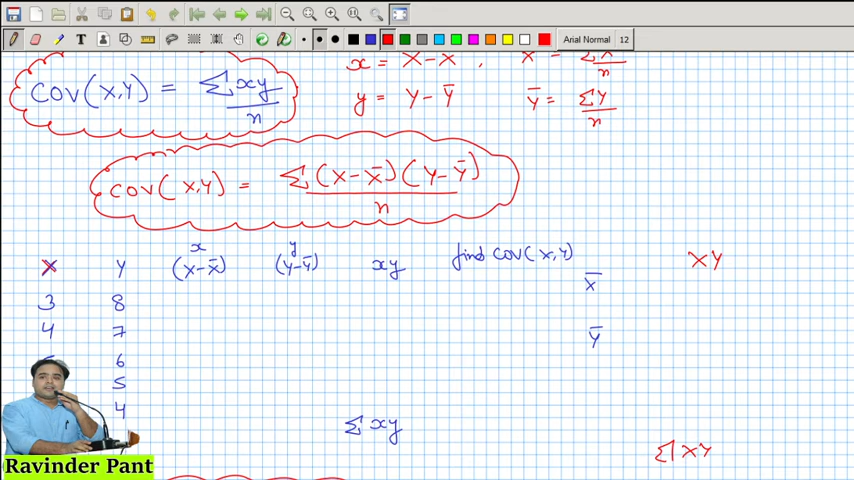 Arial Normal 12
x = X - X̄ , X̄ = ΣX/n
COV(X,Y) = Σxy/n
y = Y - Ȳ Ȳ = ΣY/n
COV(X,Y) = Σ(X-X̄)(Y-Ȳ)/n
x y
X Y (X-X̄) (Y-Ȳ) xy find COV(X,Y) XY
X̄
3 8
4 7 Ȳ
6
5
4
Σxy
ΣXY
Ravinder Pant